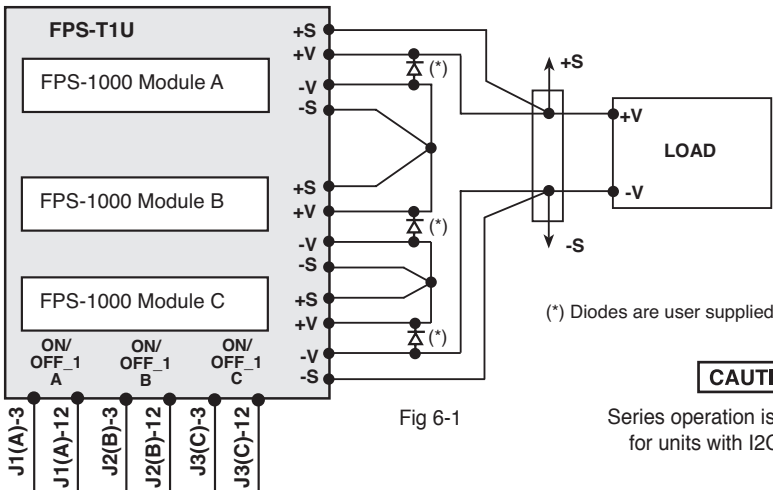 FPS-T1U
+S
+V
(*)
FPS-1000 Module A
-V
-S
+S
+V
LOAD
-V
-S
FPS-1000 Module B
+S
+V
(*)
-V
-S
FPS-1000 Module C
+S
+V
(*)
-V
-S
(*) Diodes are user supplied
ON/
OFF_1
A
ON/
OFF_1
B
ON/
OFF_1
C
J1(A)-3
J1(A)-12
J2(B)-3
J2(B)-12
J3(C)-3
J3(C)-12
Fig 6-1
Series operation is
for units with